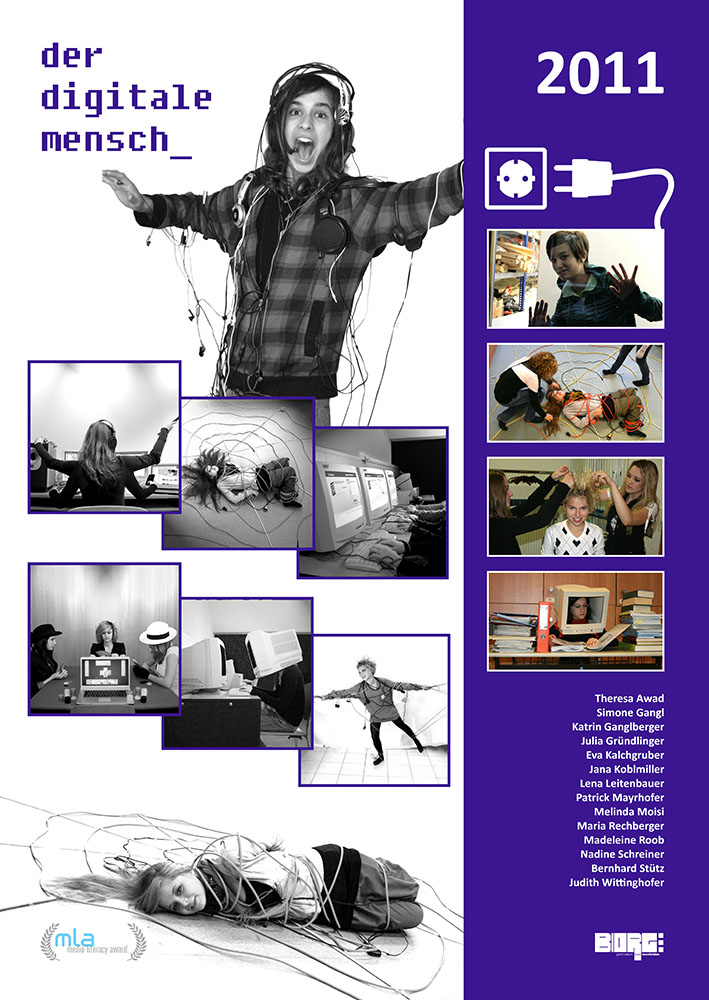 der
digitale
mensch_
2011
Theresa Awad
Simone Gangl
Katrin Ganglberger
Julia Gründlinger
Eva Kalchgruber
Jana Koblmiller
Lena Leitenbauer
Patrick Mayrhofer
Melinda Moisi
Maria Rechberger
Madeleine Roob
Nadine Schreiner
Bernhard Stütz
Judith Wittinghofer
mla
media literacy award
BORG